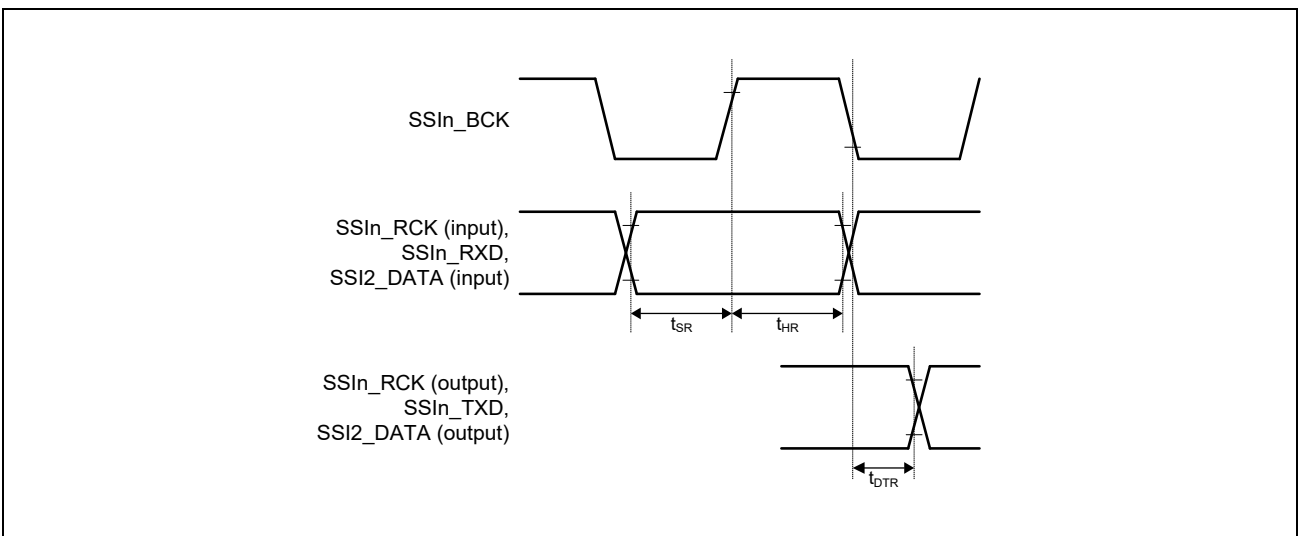 SSIn_BCK
SSIn_RCK (input),
SSIn_RXD,
SSI2_DATA (input)
tSR
tHR
SSIn_RCK (output),
SSIn_TXD,
SSI2_DATA (output)
tDTR